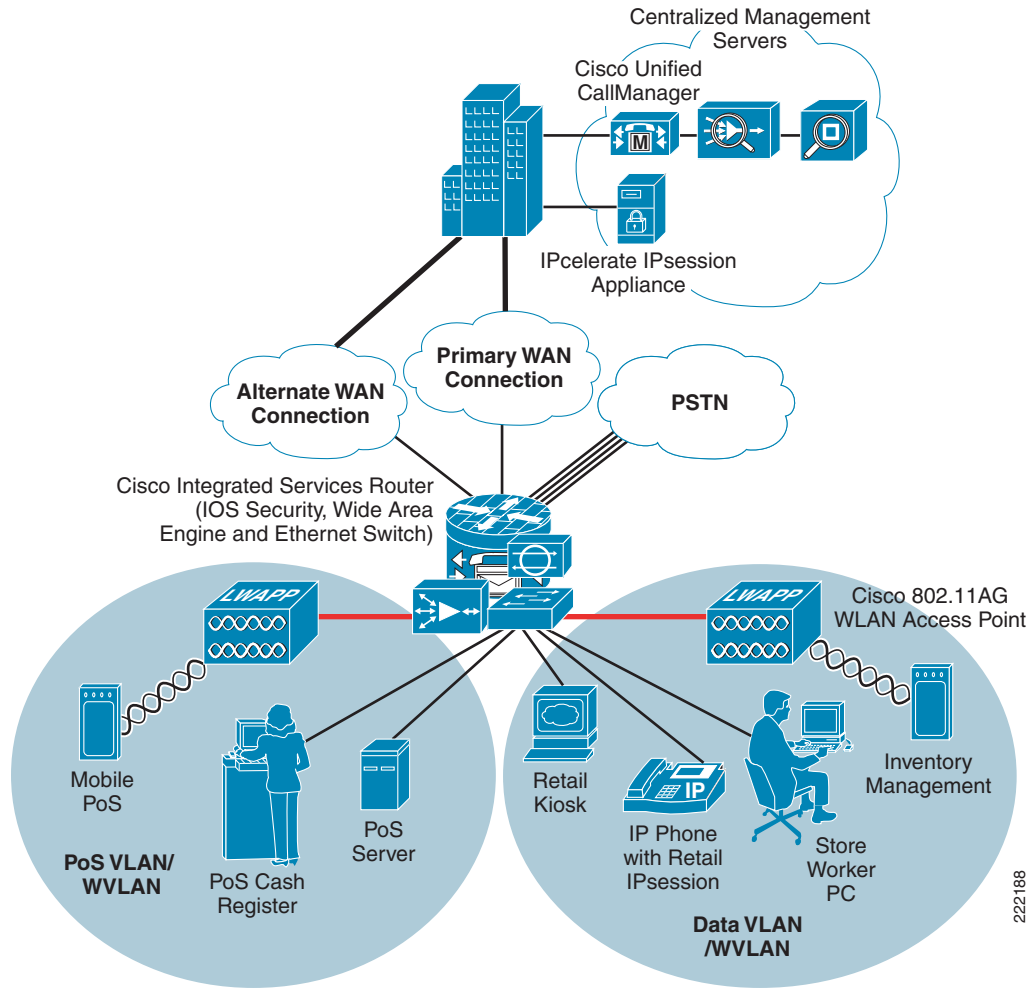 Centralized Management
Servers
Cisco Unified
CallManager
M
IPcelerate IPsession
Appliance
Primary WAN
Connection
Alternate WAN
Connection
PSTN
Cisco Integrated Services Router
(IOS Security, Wide Area
Engine and Ethernet Switch)
LWAPP
LWAPP
Cisco 802.11AG
WLAN Access Point
Mobile
PoS
PoS VLAN/
WVLAN
PoS Cash
Register
PoS
Server
Retail
Kiosk
IP
IP Phone
with Retail
IPsession
Store
Worker
PC
Inventory
Management
Data VLAN
/WVLAN
222188